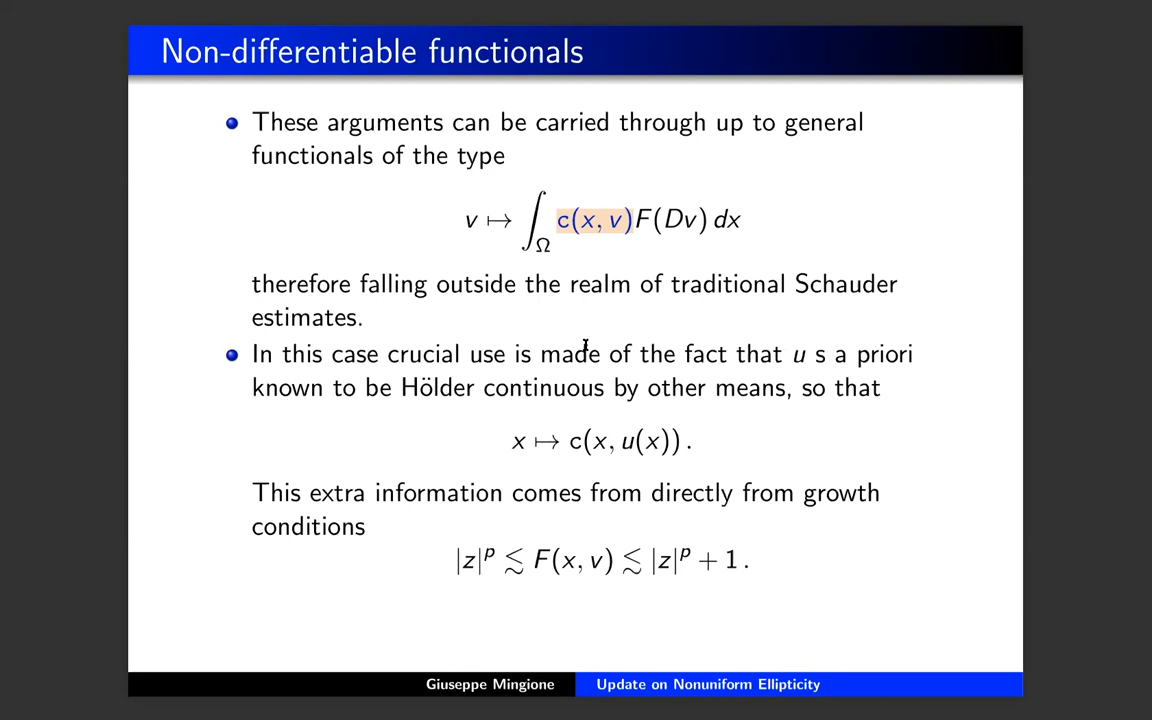 Non-differentiable functionals
These arguments can be carried through up to general
functionals of the type
v ↦ ∫_Ω c(x, v)F(Dv) dx
therefore falling outside the realm of traditional Schauder
estimates.
In this case crucial use is made of the fact that u s a priori
known to be Hölder continuous by other means, so that
x ↦ c(x, u(x)) .
This extra information comes from directly from growth
conditions
|z|^p ≲ F(x, v) ≲ |z|^p + 1 .
Giuseppe Mingione
Update on Nonuniform Ellipticity